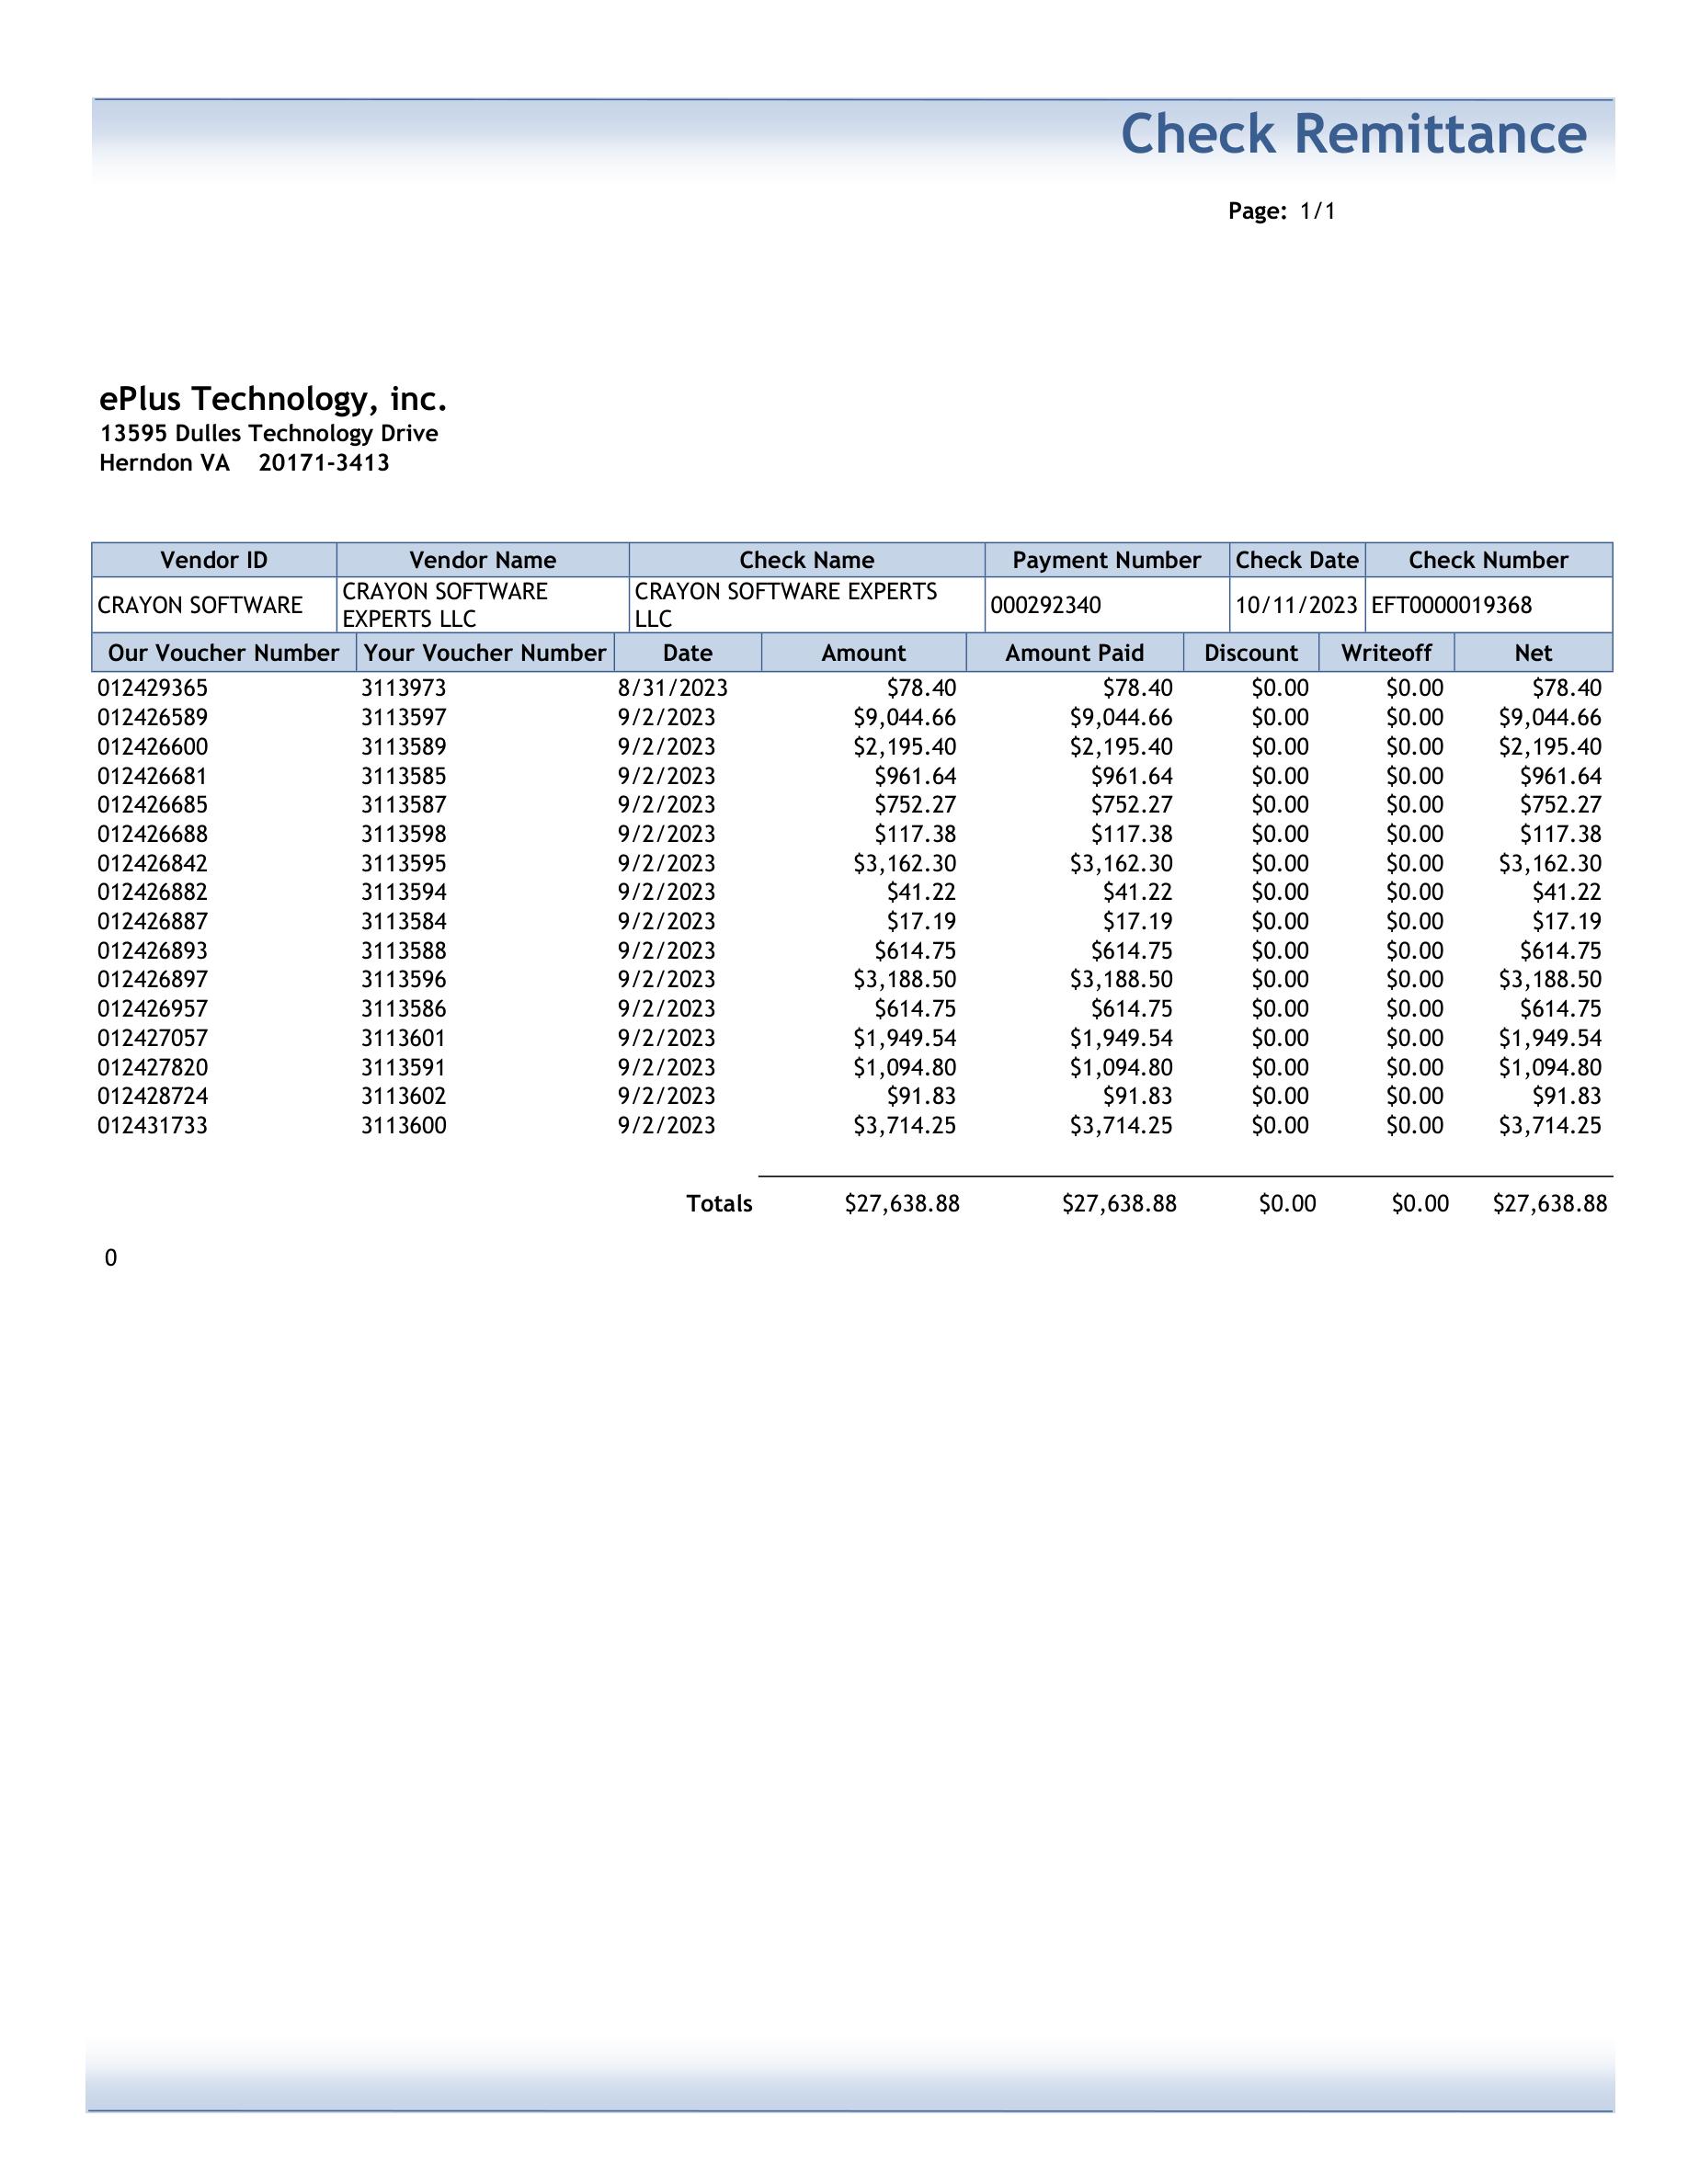 Check Remittance
Page: 1/1
ePlus Technology, inc.
13595 Dulles Technology Drive
Herndon VA 20171-3413
Vendor ID Vendor Name Check Name Payment Number Check Date Check Number
CRAYON SOFTWARE CRAYON SOFTWARE EXPERTS LLC CRAYON SOFTWARE EXPERTS LLC 000292340 10/11/2023 EFT0000019368
Our Voucher Number Your Voucher Number Date Amount Amount Paid Discount Writeoff Net
012429365 3113973 8/31/2023 $78.40 $78.40 $0.00 $0.00 $78.40
012426589 3113597 9/2/2023 $9,044.66 $9,044.66 $0.00 $0.00 $9,044.66
012426600 3113589 9/2/2023 $2,195.40 $2,195.40 $0.00 $0.00 $2,195.40
012426681 3113585 9/2/2023 $961.64 $961.64 $0.00 $0.00 $961.64
012426685 3113587 9/2/2023 $752.27 $752.27 $0.00 $0.00 $752.27
012426688 3113598 9/2/2023 $117.38 $117.38 $0.00 $0.00 $117.38
012426842 3113595 9/2/2023 $3,162.30 $3,162.30 $0.00 $0.00 $3,162.30
012426882 3113594 9/2/2023 $41.22 $41.22 $0.00 $0.00 $41.22
012426887 3113584 9/2/2023 $17.19 $17.19 $0.00 $0.00 $17.19
012426893 3113588 9/2/2023 $614.75 $614.75 $0.00 $0.00 $614.75
012426897 3113596 9/2/2023 $3,188.50 $3,188.50 $0.00 $0.00 $3,188.50
012426957 3113586 9/2/2023 $614.75 $614.75 $0.00 $0.00 $614.75
012427057 3113601 9/2/2023 $1,949.54 $1,949.54 $0.00 $0.00 $1,949.54
012427820 3113591 9/2/2023 $1,094.80 $1,094.80 $0.00 $0.00 $1,094.80
012428724 3113602 9/2/2023 $91.83 $91.83 $0.00 $0.00 $91.83
012431733 3113600 9/2/2023 $3,714.25 $3,714.25 $0.00 $0.00 $3,714.25
Totals $27,638.88 $27,638.88 $0.00 $0.00 $27,638.88
0